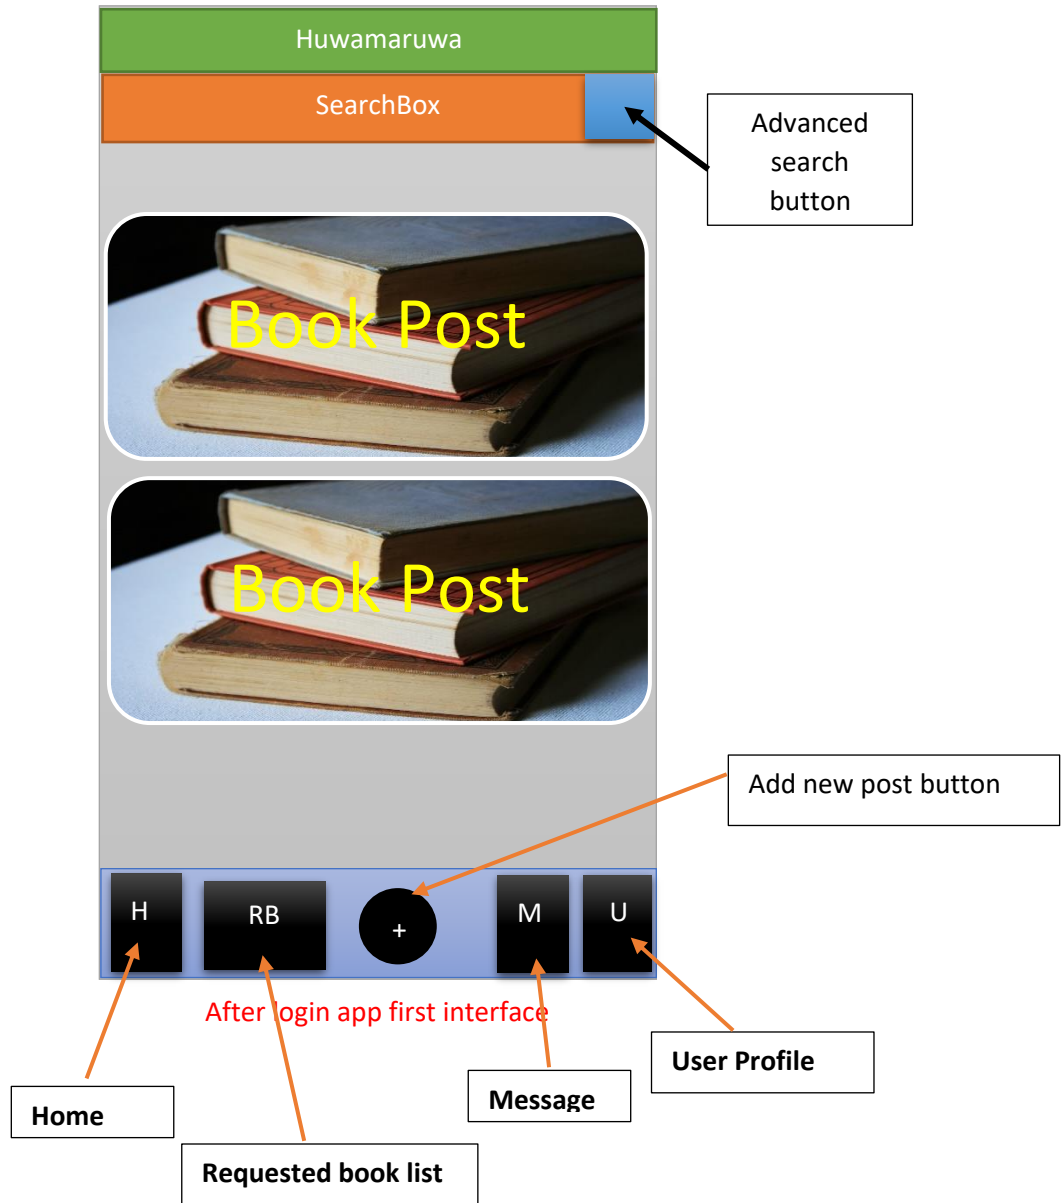 Huwamaruwa
SearchBox
Advanced
search
button
Book Post
Book Post
Add new post button
H
RB
+
M
U
After login app first interface
User Profile
Message
Home
Requested book list